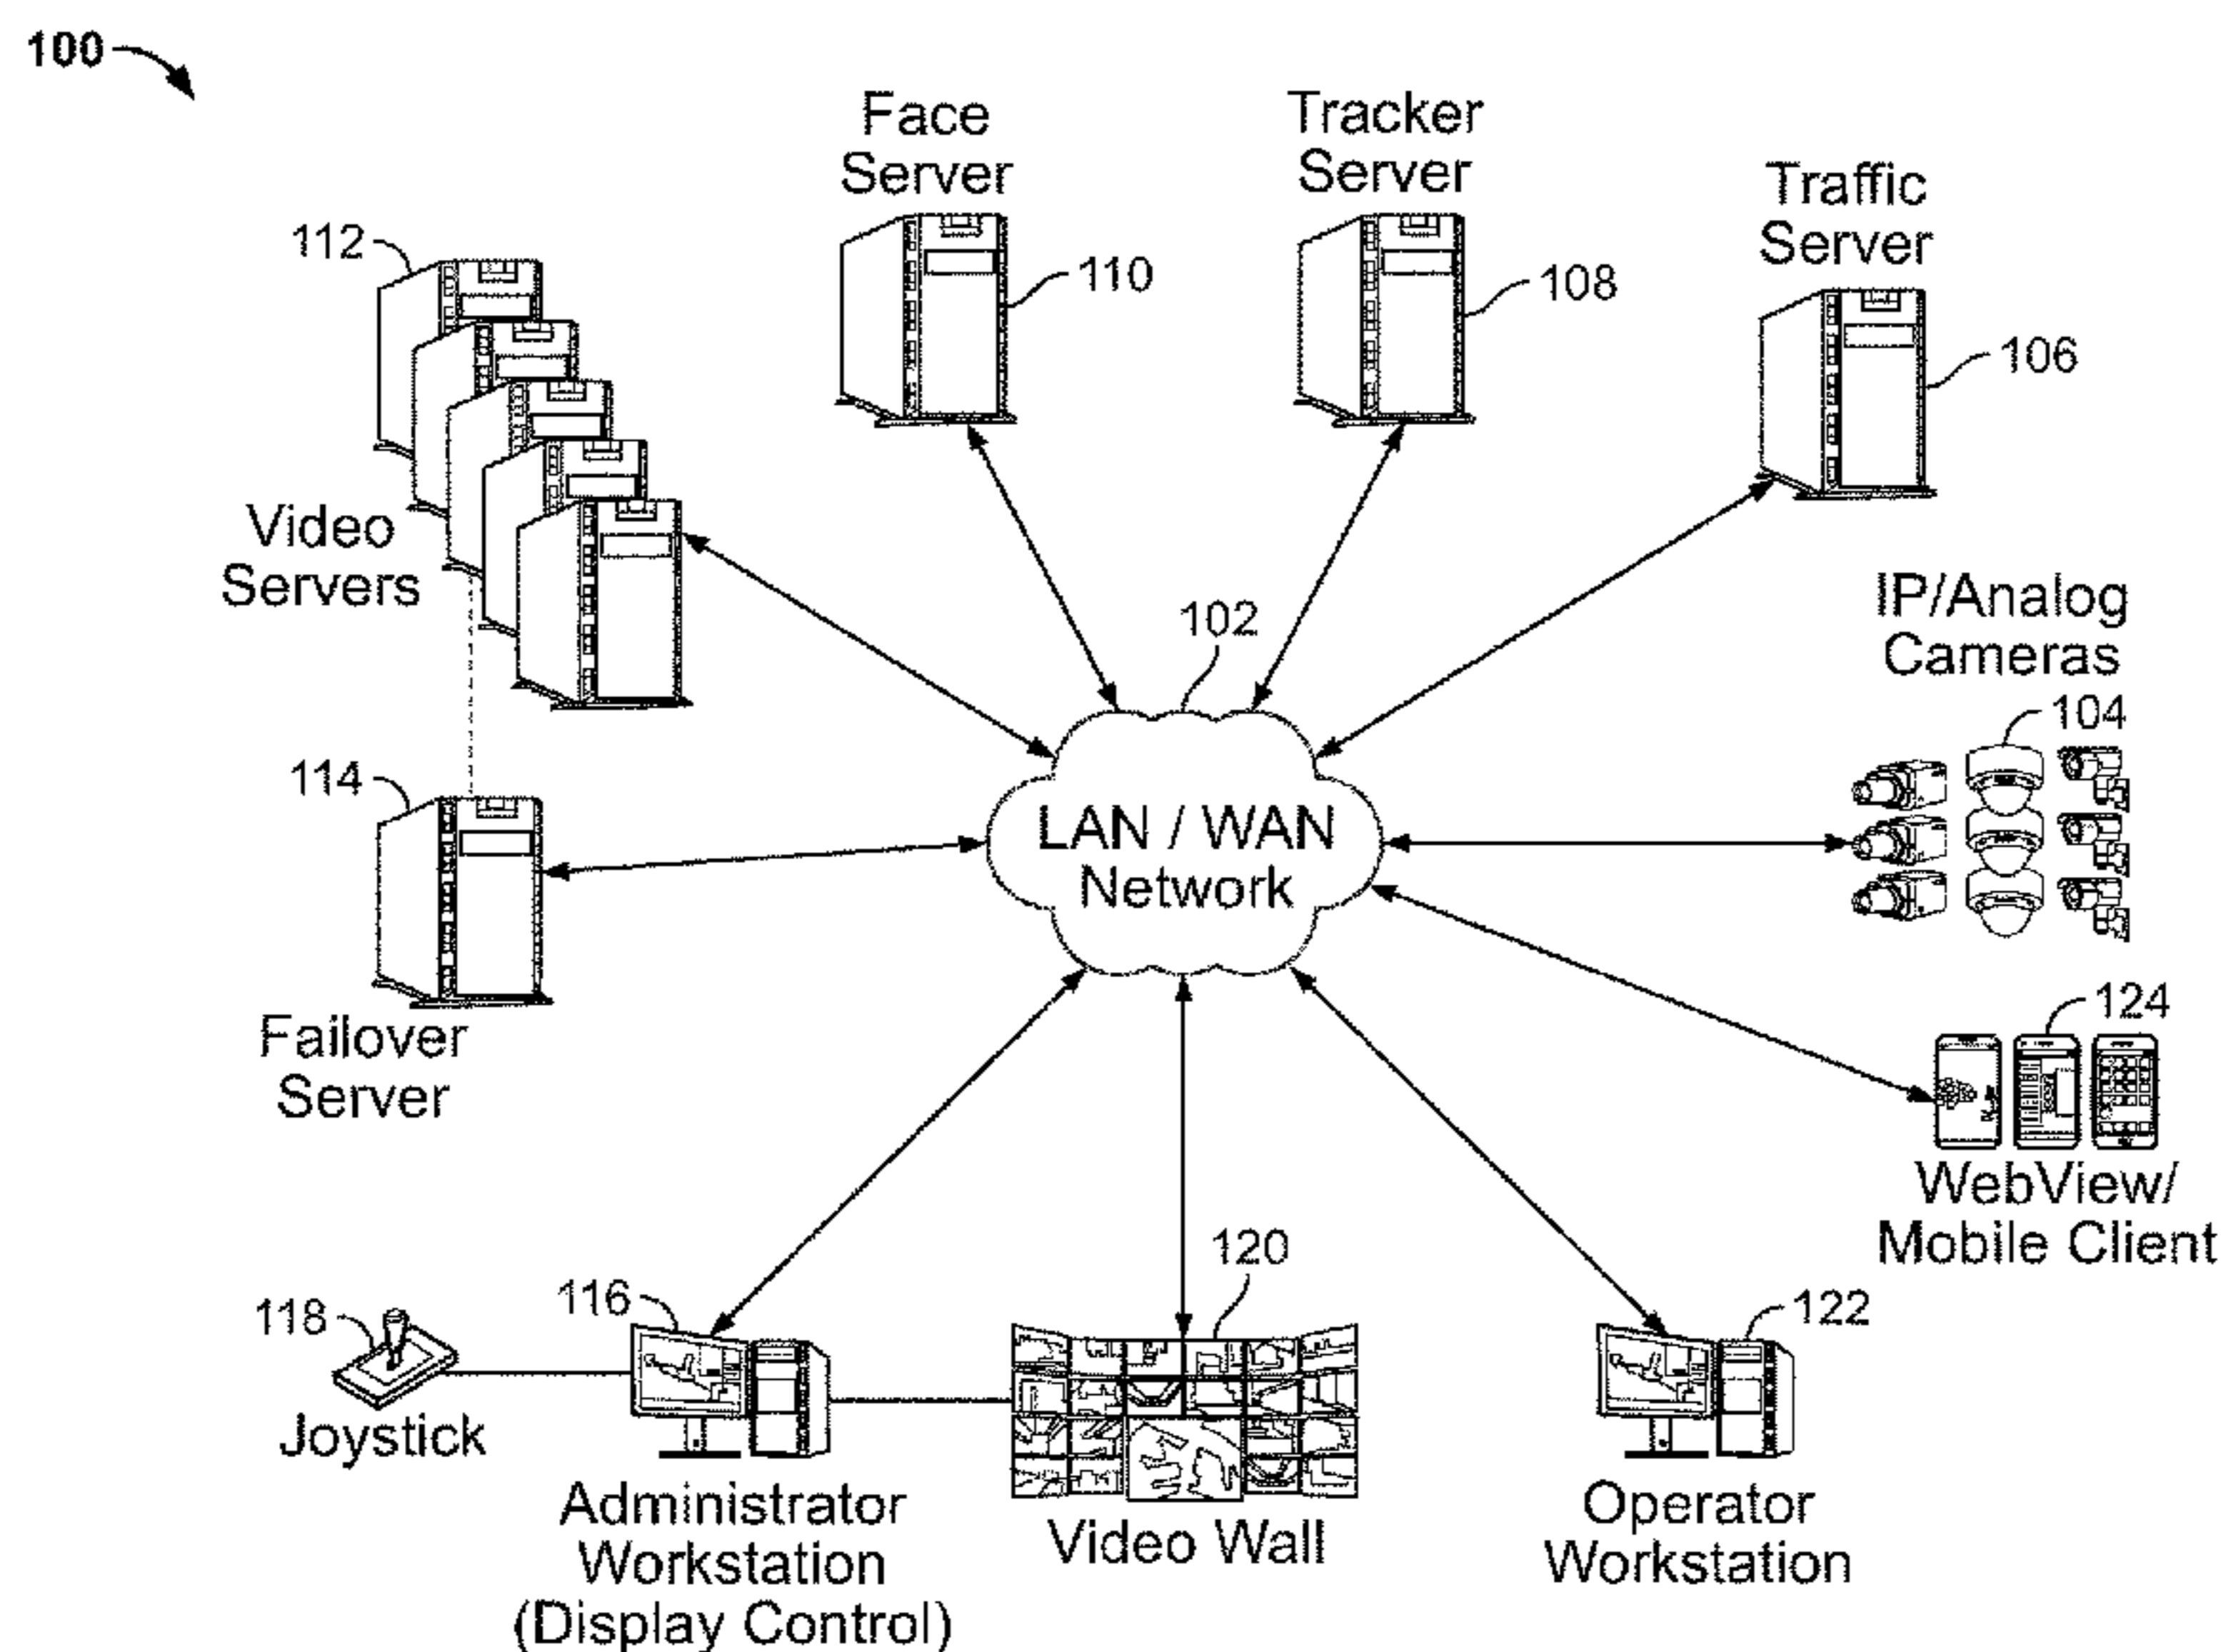 100
Face
Server
110
Tracker
Server
108
Traffic
Server
106
112
Video
Servers
102
IP/Analog
Cameras
104
114
LAN / WAN
Network
Failover
Server
124
WebView/
Mobile Client
118
Joystick
116
Administrator
Workstation
(Display Control)
120
Video Wall
122
Operator
Workstation